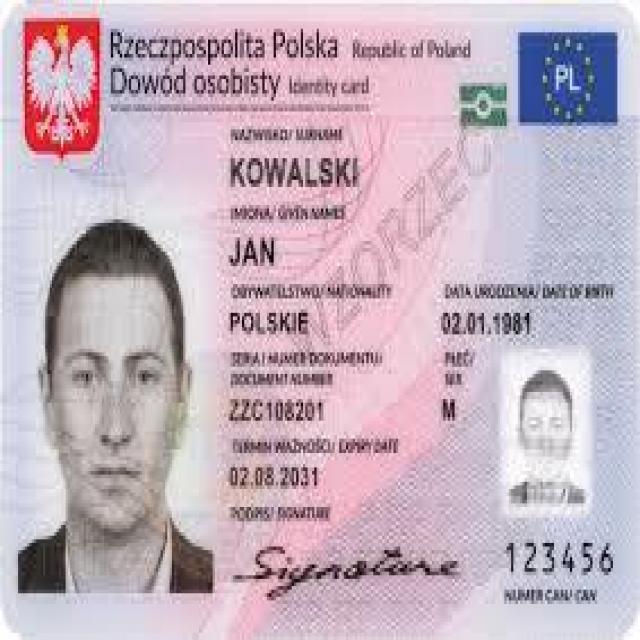 Rzeczpospolita Polska Republic of Poland
Dowód osobisty Identity card
PL
NAZWISKO/ SURNAME
KOWALSKI
IMIONA/ GIVEN NAMES
JAN
OBYWATELSTWO/ NATIONALITY
DATA URODZENIA/ DATE OF BIRTH
POLSKIE
02.01.1981
SERIA I NUMER DOKUMENTU/
DOCUMENT NUMBER
PŁEĆ/
SEX
ZZC108201
M
TERMIN WAŻNOŚCI/ EXPIRY DATE
02.08.2031
PODPIS/ SIGNATURE
Signature
123456
NUMER CAN/ CAN
WZORZEC